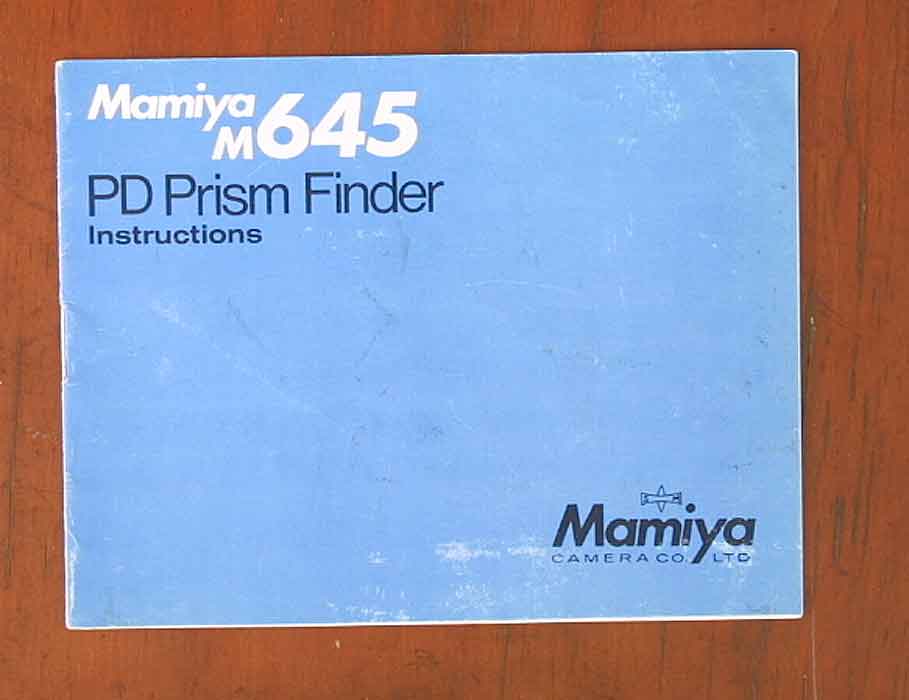 Mamiya
M645
PD Prism Finder
Instructions
Mamiya
CAMERA CO. LTD